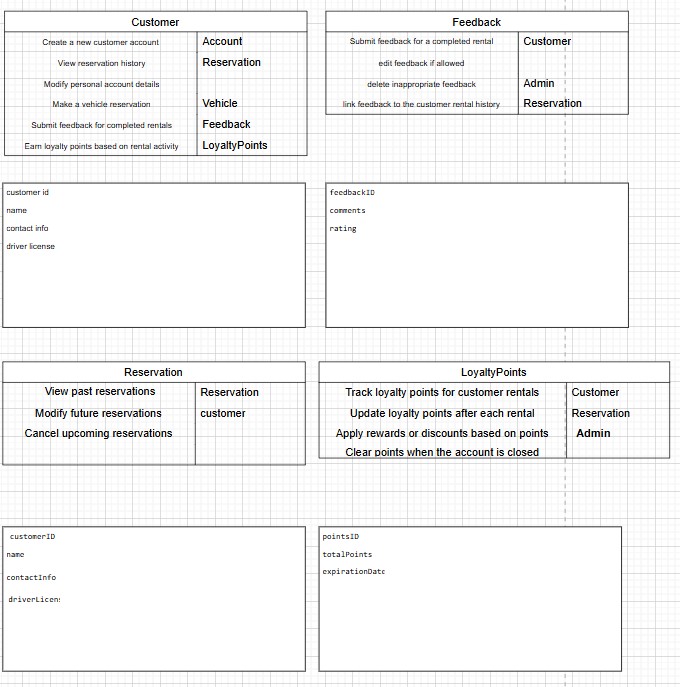 Customer
Create a new customer account Account
View reservation history Reservation
Modify personal account details
Make a vehicle reservation Vehicle
Submit feedback for completed rentals Feedback
Earn loyalty points based on rental activity LoyaltyPoints
Feedback
Submit feedback for a completed rental Customer
edit feedback if allowed
delete inappropriate feedback Admin
link feedback to the customer rental history Reservation
customer id
name
contact info
driver license
feedbackID
comments
rating
Reservation
View past reservations Reservation
Modify future reservations customer
Cancel upcoming reservations
LoyaltyPoints
Track loyalty points for customer rentals Customer
Update loyalty points after each rental Reservation
Apply rewards or discounts based on points Admin
Clear points when the account is closed
customerID
name
contactInfo
driverLicens
pointsID
totalPoints
expirationDate